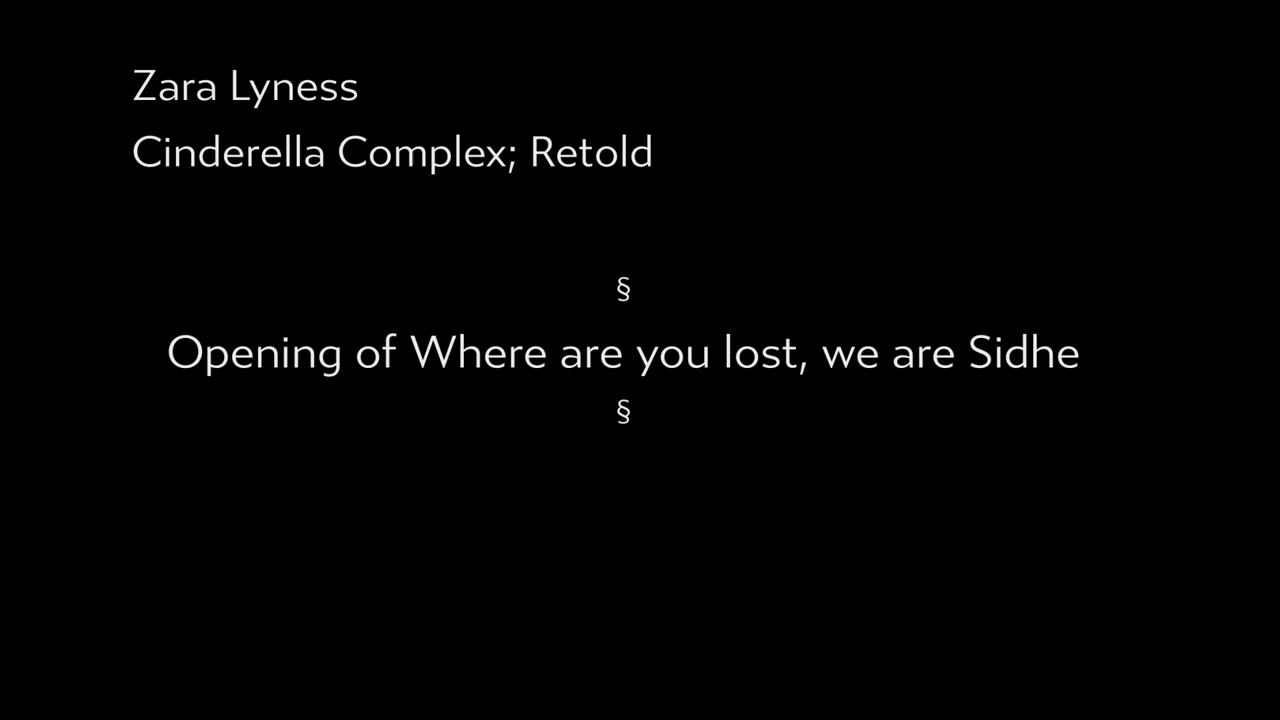 Zara Lyness
Cinderella Complex; Retold
§
Opening of Where are you lost, we are Sidhe
§